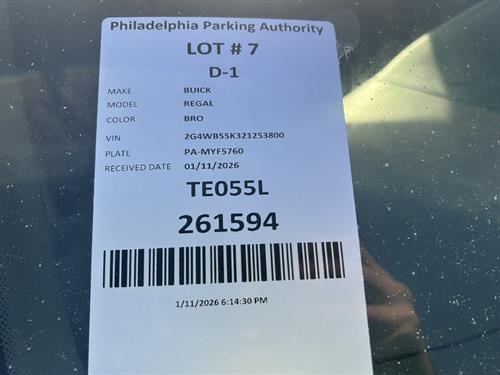 Philadelphia Parking Authority
LOT # 7
D-1
MAKE BUICK
MODEL REGAL
COLOR BRO
VIN 2G4WB55K321253800
PLATE PA-MYF5760
RECEIVED DATE 01/11/2026
TE055L
261594
1/11/2026 6:14:30 PM